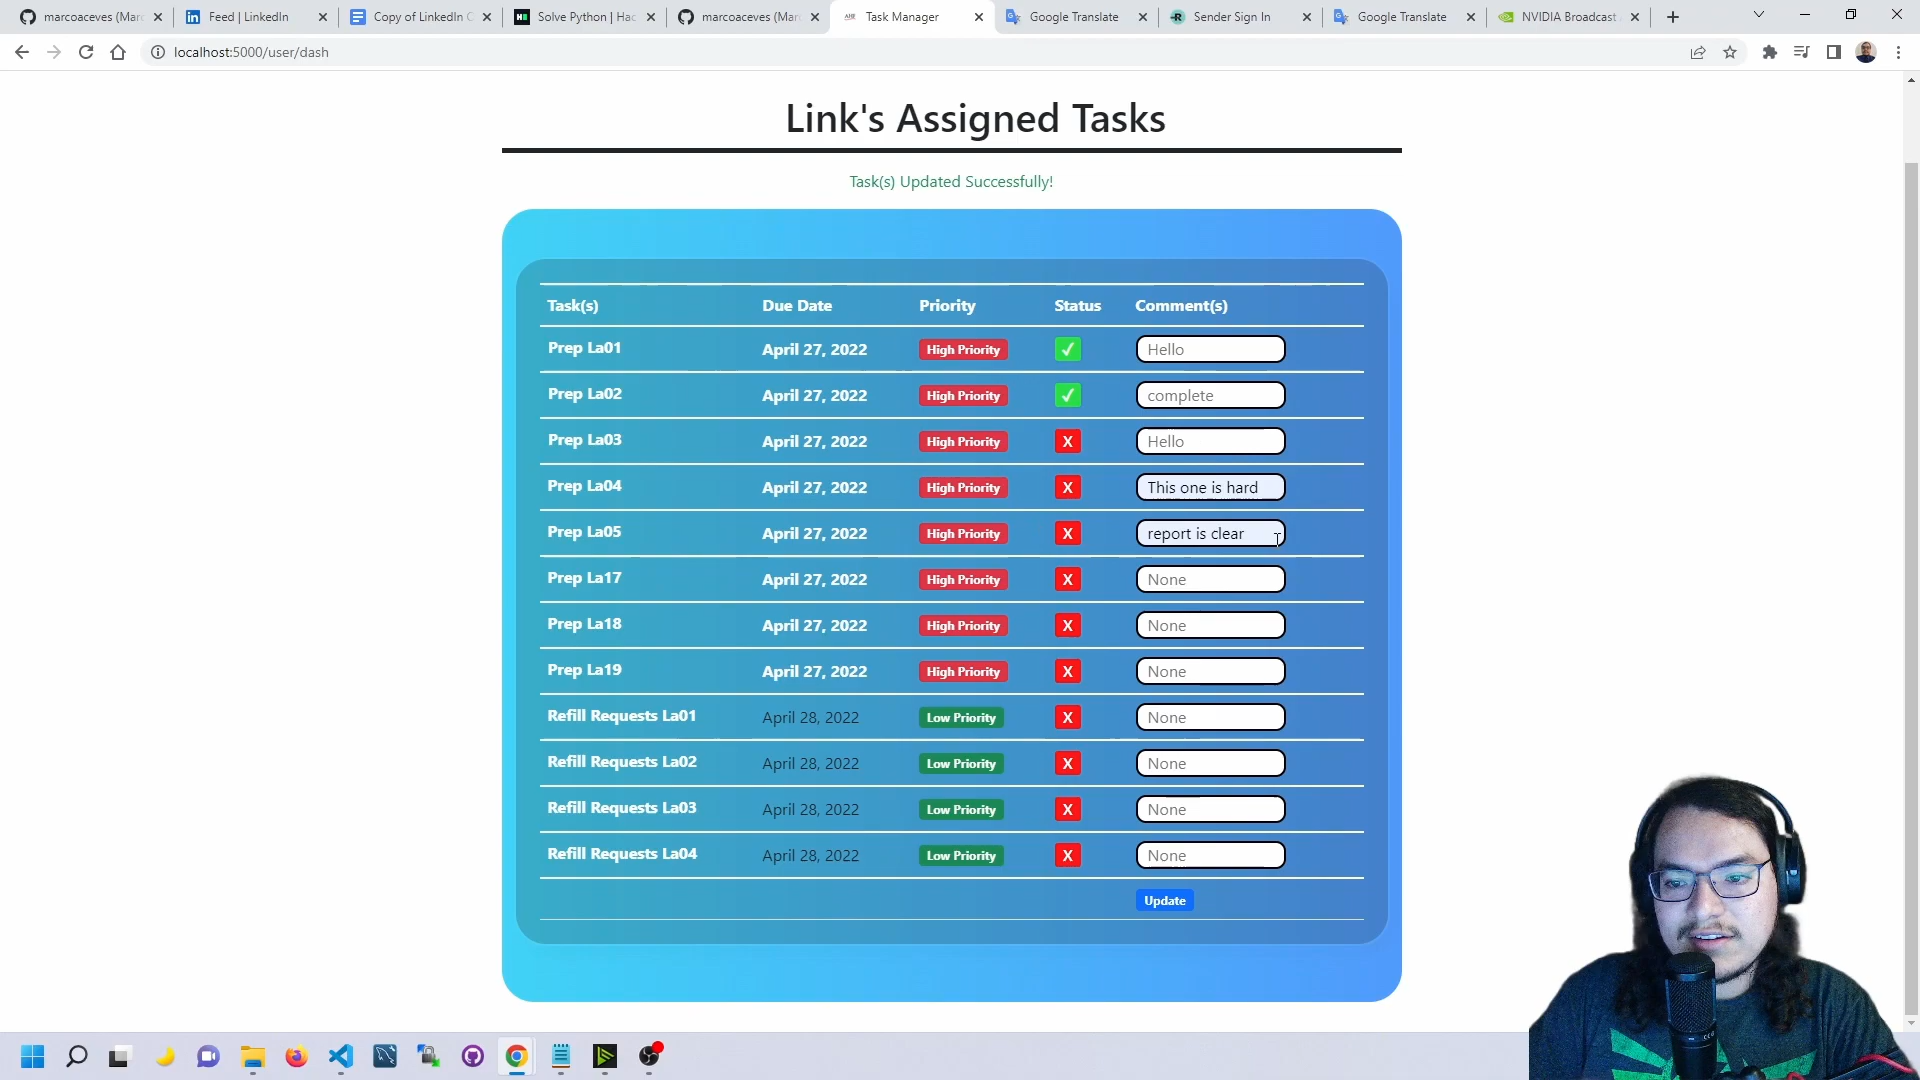 marcoaceves (Mar
Feed | LinkedIn
Copy of LinkedIn C
Solve Python | Hac
marcoaceves (Mar
Task Manager
Google Translate
Sender Sign In
Google Translate
NVIDIA Broadcast
localhost:5000/user/dash
Link's Assigned Tasks
Task(s) Updated Successfully!
Task(s) Due Date Priority Status Comment(s)
Prep La01 April 27, 2022 High Priority ✓ Hello
Prep La02 April 27, 2022 High Priority ✓ complete
Prep La03 April 27, 2022 High Priority X Hello
Prep La04 April 27, 2022 High Priority X This one is hard
Prep La05 April 27, 2022 High Priority X report is clear
Prep La17 April 27, 2022 High Priority X None
Prep La18 April 27, 2022 High Priority X None
Prep La19 April 27, 2022 High Priority X None
Refill Requests La01 April 28, 2022 Low Priority X None
Refill Requests La02 April 28, 2022 Low Priority X None
Refill Requests La03 April 28, 2022 Low Priority X None
Refill Requests La04 April 28, 2022 Low Priority X None
Update